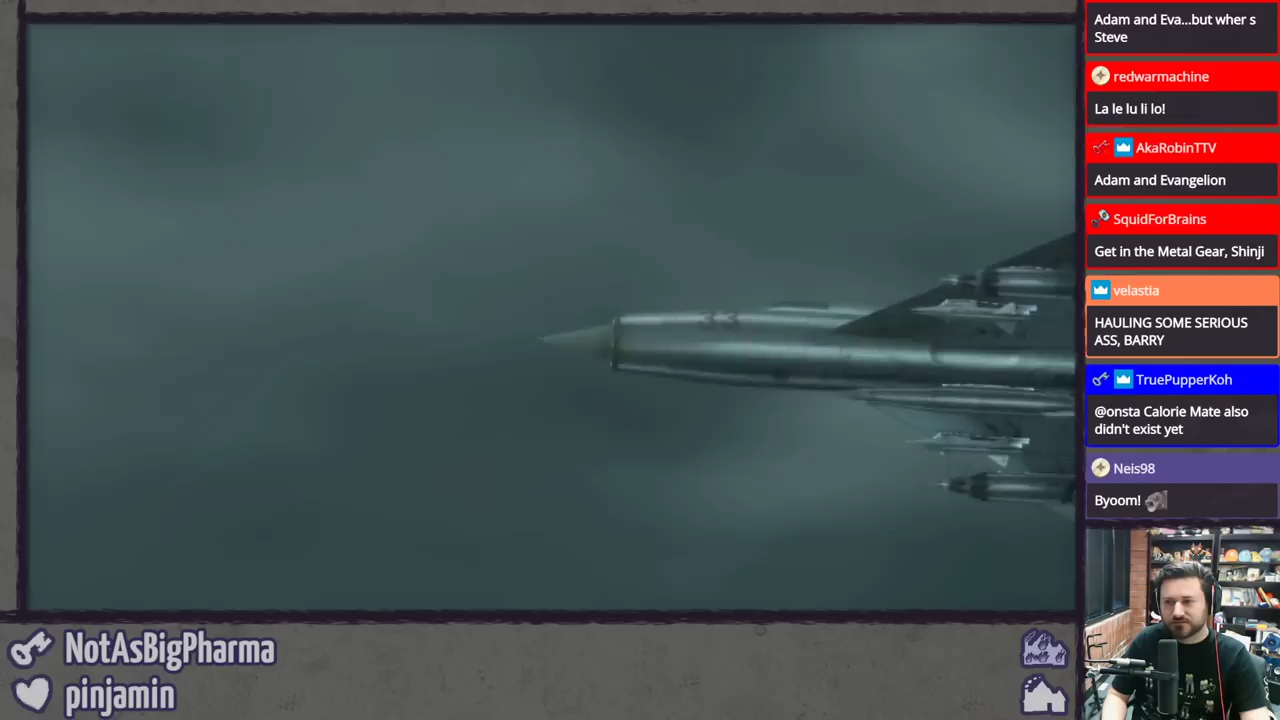 Adam and Eva...but wher s
Steve
redwarmachine
La le lu li lo!
AkaRobinTTV
Adam and Evangelion
SquidForBrains
Get in the Metal Gear, Shinji
velastia
HAULING SOME SERIOUS
ASS, BARRY
TruePupperKoh
@onsta Calorie Mate also
didn't exist yet
Neis98
Byoom!
NotAsBigPharma
pinjamin